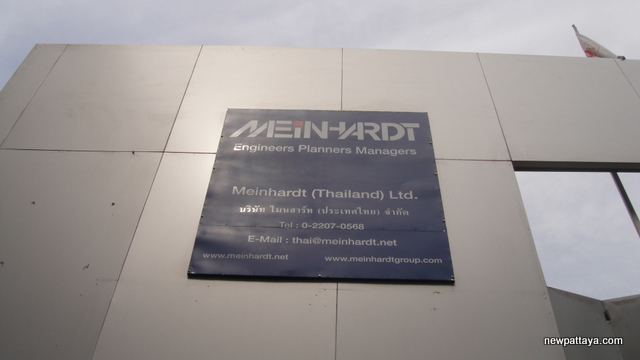 MEINHARDT
Engineers Planners Managers
Meinhardt (Thailand) Ltd.
บริษัท ไมนฮาร์ท (ประเทศไทย) จำกัด
Tel : 0-2207-0568
E-Mail : thai@meinhardt.net
www.meinhardt.net www.meinhardtgroup.com
newpattaya.com